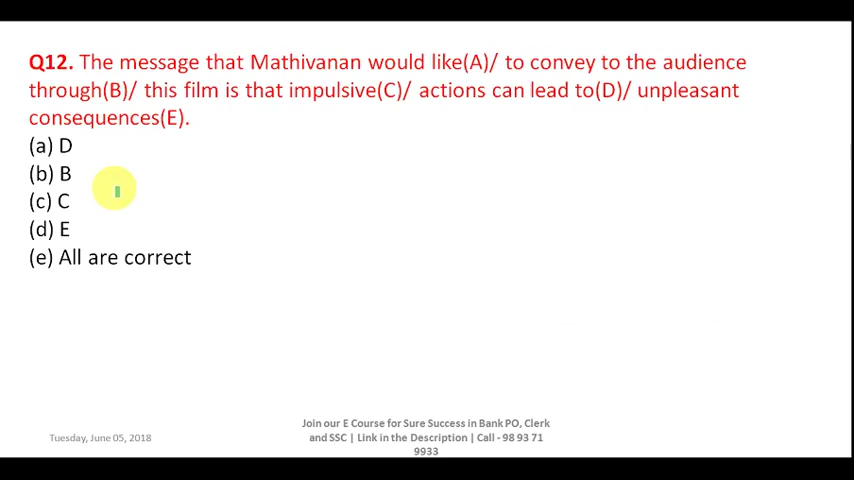 Q12. The message that Mathivanan would like(A)/ to convey to the audience
through(B)/ this film is that impulsive(C)/ actions can lead to(D)/ unpleasant
consequences(E).
(a) D
(b) B
(c) C
(d) E
(e) All are correct
Tuesday, June 05, 2018
Join our E Course for Sure Success in Bank PO, Clerk
and SSC | Link in the Description | Call - 98 93 71
9933